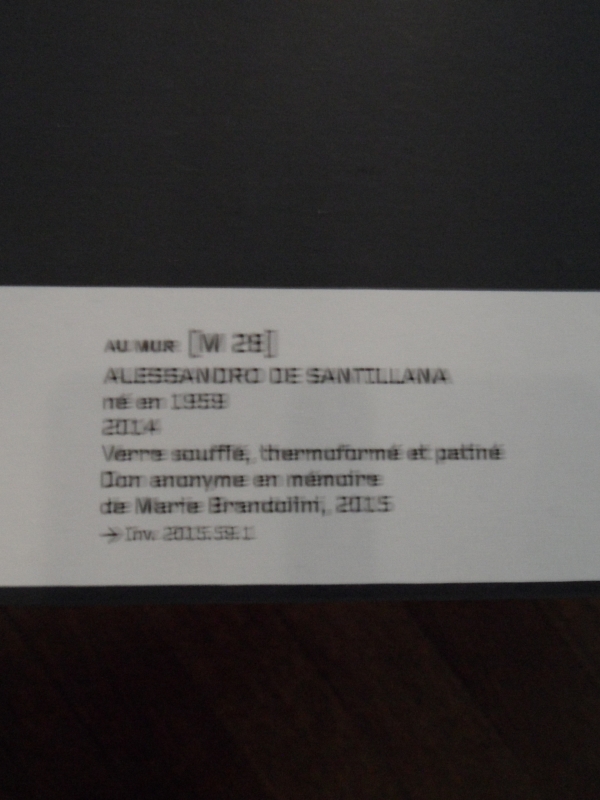 AU MUR [M 28]
ALESSANDRO DE SANTILLANA
né en 1959
2014
Verre soufflé, thermoformé et patiné
Don anonyme en mémoire
de Marie Brandolini, 2015
→ Inv. 2015.59.1